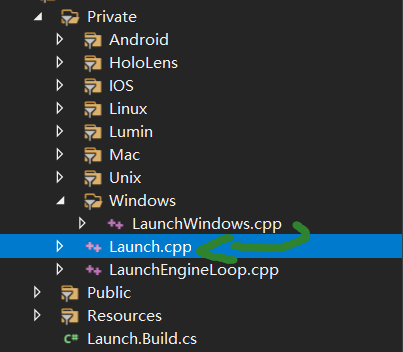 Private
Android
HoloLens
IOS
Linux
Lumin
Mac
Unix
Windows
LaunchWindows.cpp
Launch.cpp
LaunchEngineLoop.cpp
Public
Resources
C# Launch.Build.cs